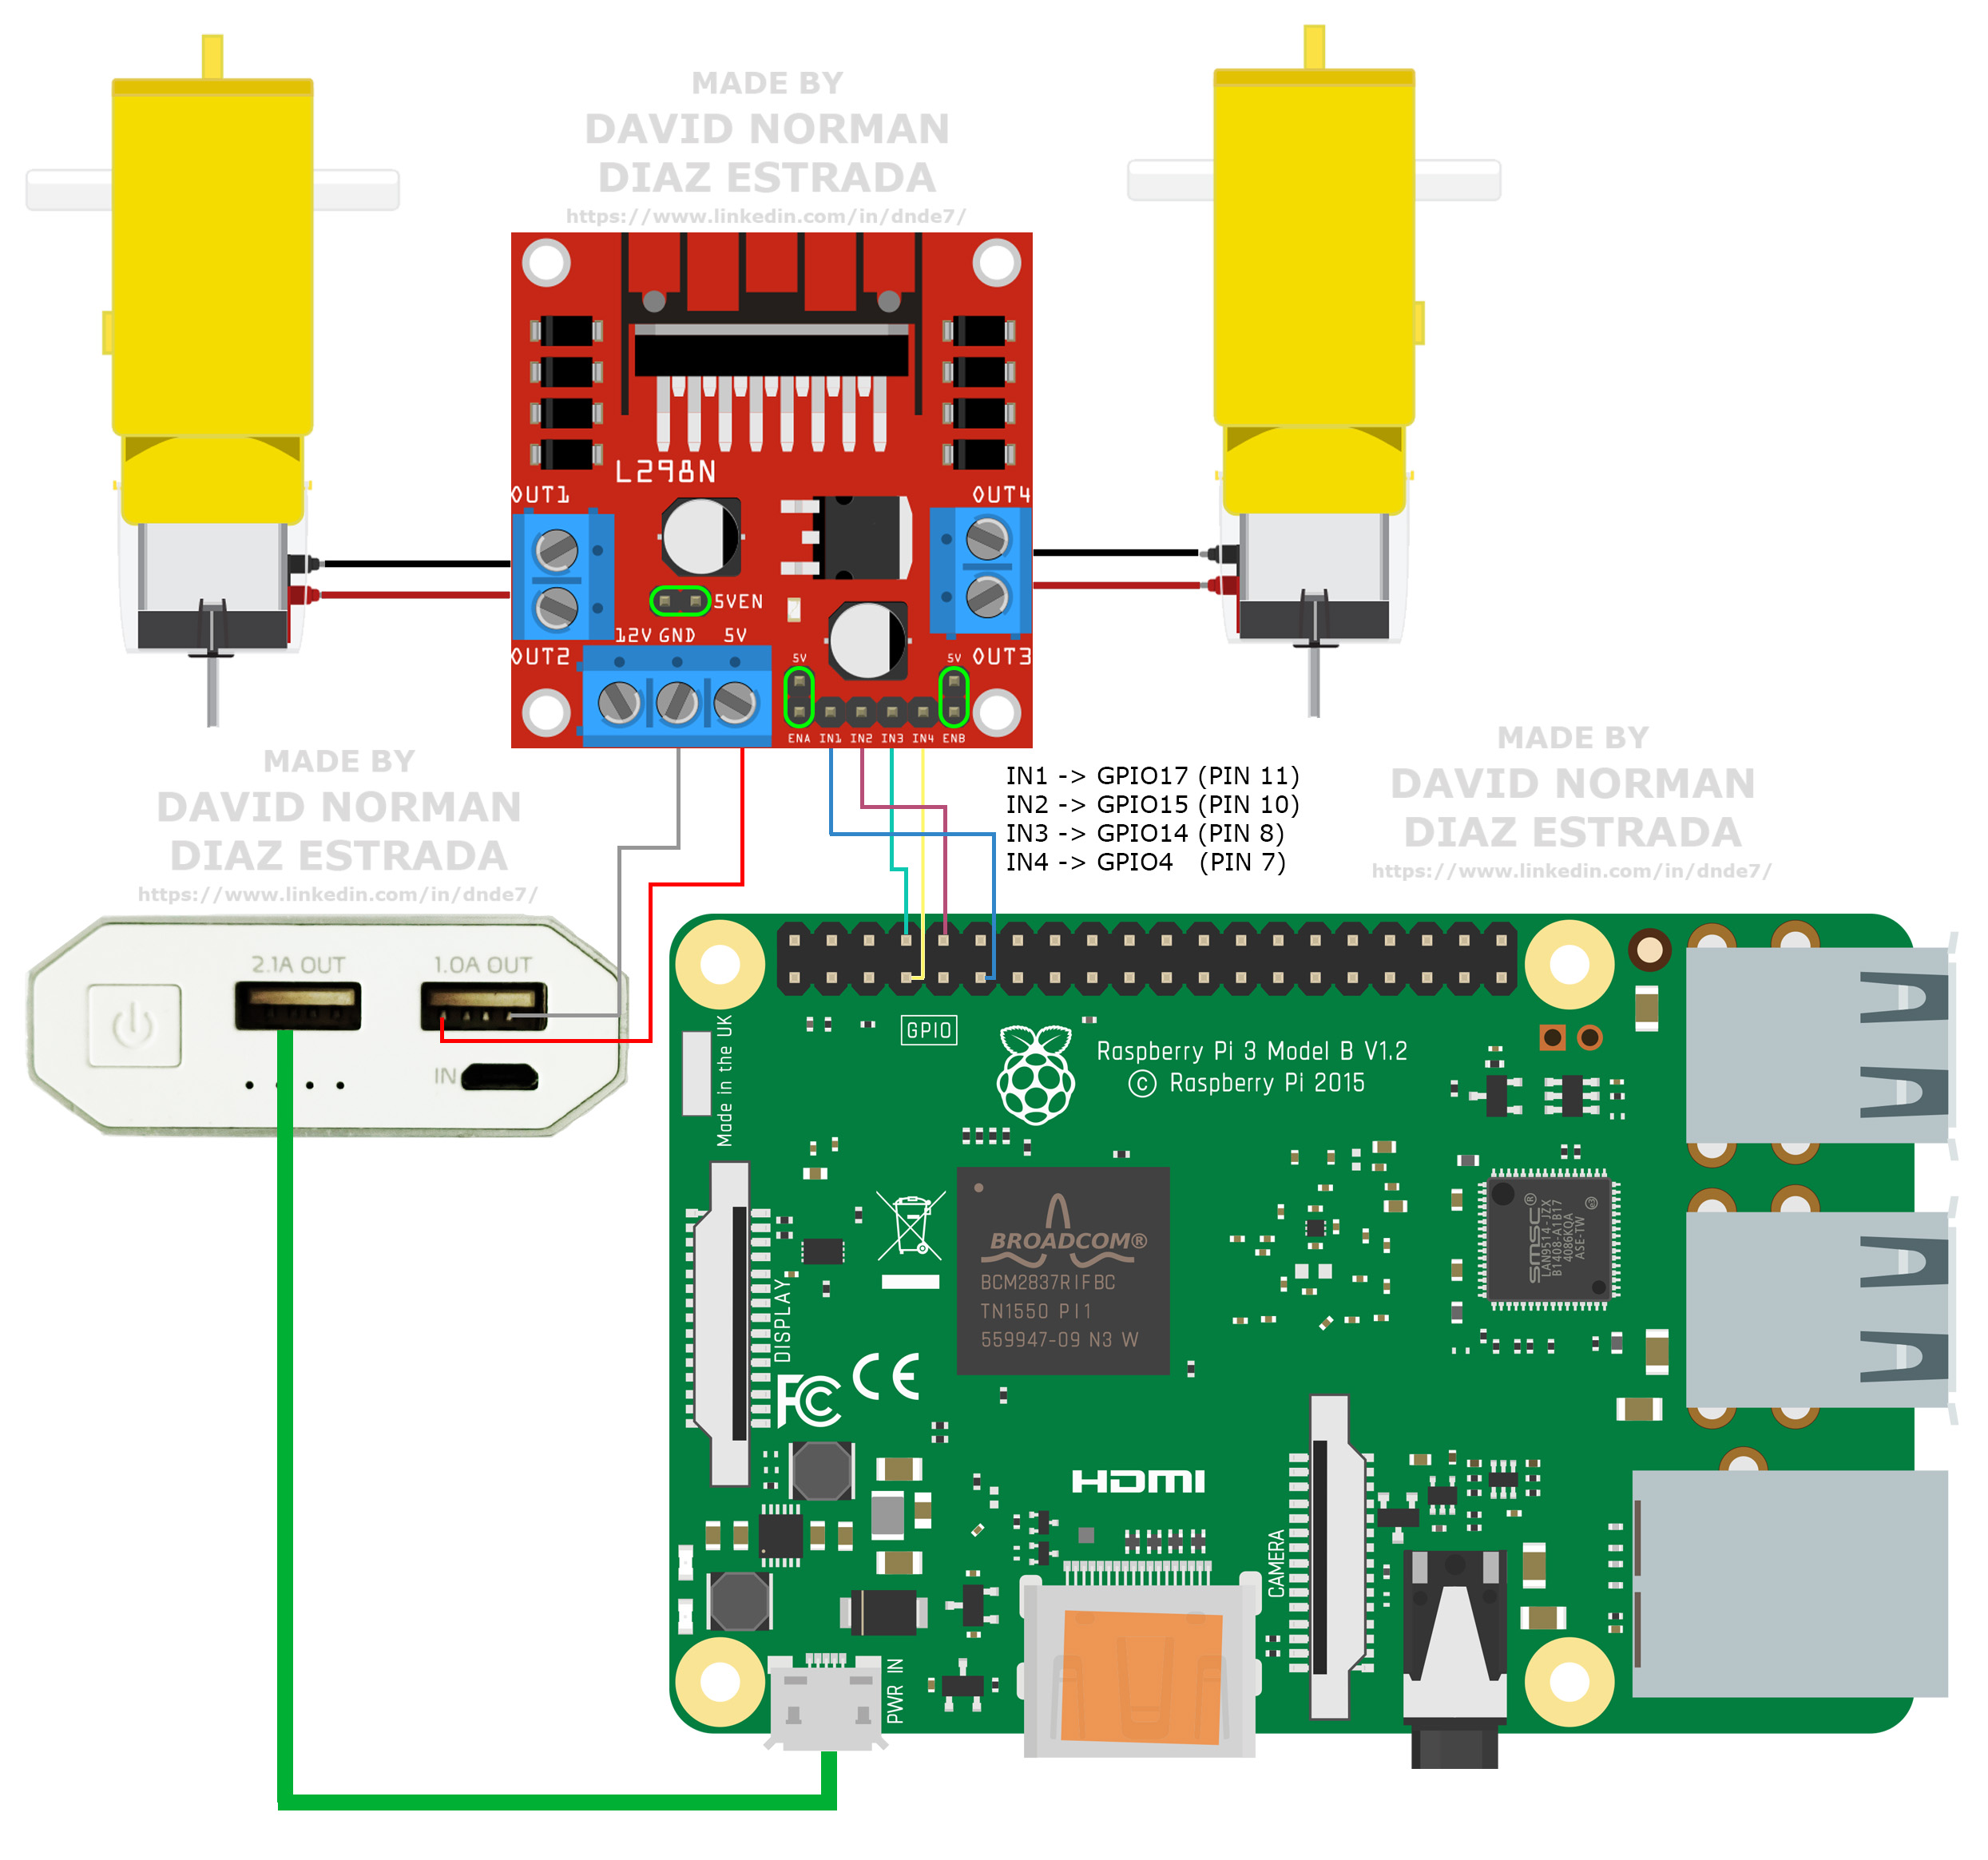 MADE BY
DAVID NORMAN
DIAZ ESTRADA
https://www.linkedin.com/in/dnde7/
L298N
OUT1
OUT4
5VEN
12V GND 5V
OUT2
5V
5V
OUT3
ENA IN1 IN2 IN3 IN4 ENB
MADE BY
DAVID NORMAN
DIAZ ESTRADA
https://www.linkedin.com/in/dnde7/
IN1 -> GPIO17 (PIN 11)
IN2 -> GPIO15 (PIN 10)
IN3 -> GPIO14 (PIN 8)
IN4 -> GPIO4 (PIN 7)
MADE BY
DAVID NORMAN
DIAZ ESTRADA
https://www.linkedin.com/in/dnde7/
2.1A OUT
1.0A OUT
IN
GPIO
Made in the UK
Raspberry Pi 3 Model B V1.2
© Raspberry Pi 2015
BROADCOM®
BCM2837RIFBC
TN1550 PI1
559947-09 N3 W
smsc®
LAN9514-JZX
B1408-A1B17
4086KQA
ASE-TW
e3
DISPLAY
FCC
CE
HDMI
CAMERA
PWR IN